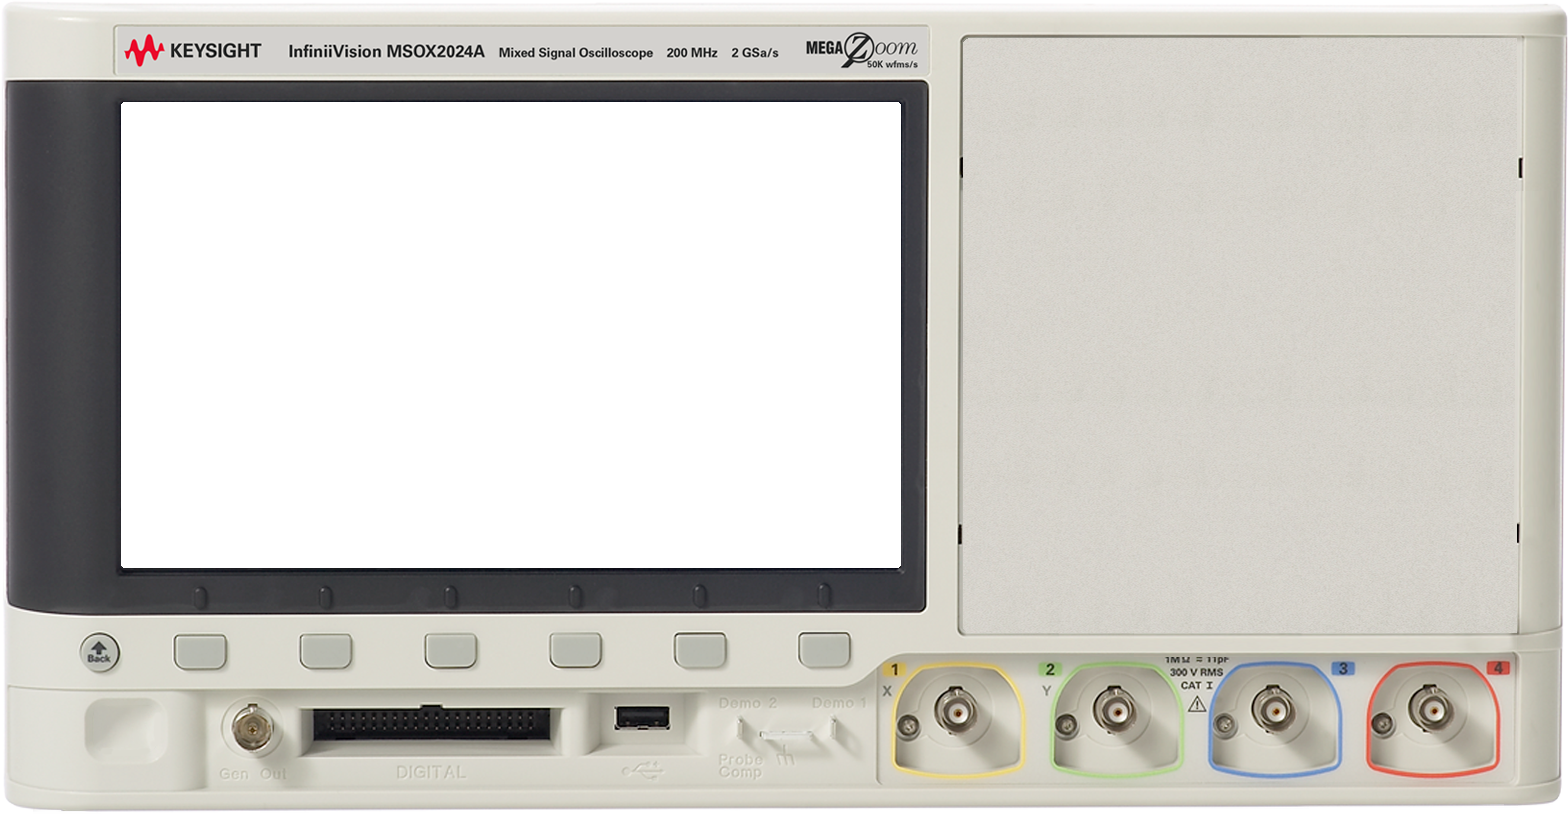 KEYSIGHT InfiniiVision MSOX2024A Mixed Signal Oscilloscope 200 MHz 2 GSa/s MEGA Zoom
50K wfms/s
Back
1 2 3 4
X Y
1MΩ ≅ 11pF
300 V RMS
CAT I
Demo 2 Demo 1
Probe
Comp
Gen Out DIGITAL